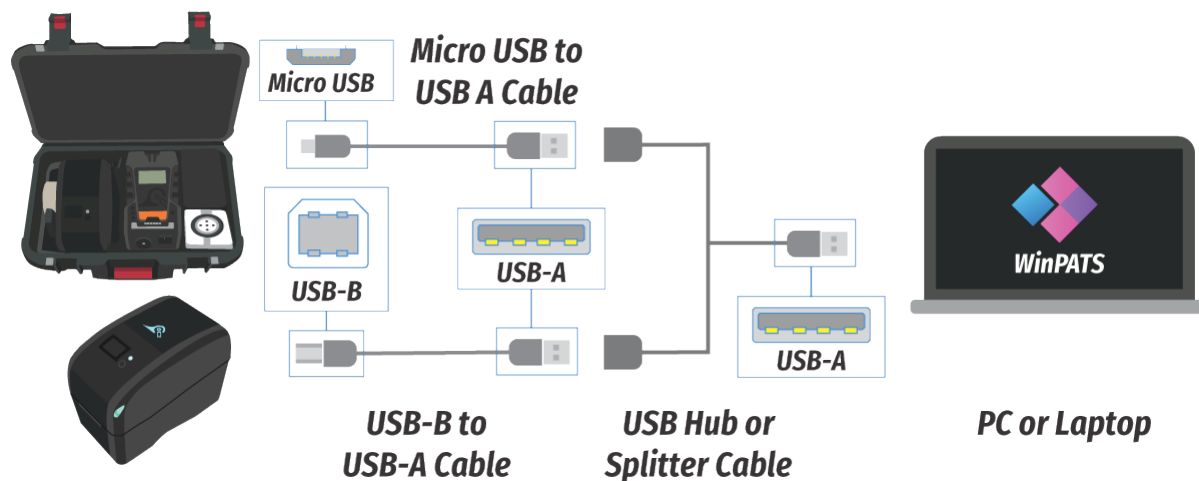 Micro USB
Micro USB to
USB A Cable
USB-B
USB-A
WinPATS
USB-A
USB-B to
USB-A Cable
USB Hub or
Splitter Cable
PC or Laptop